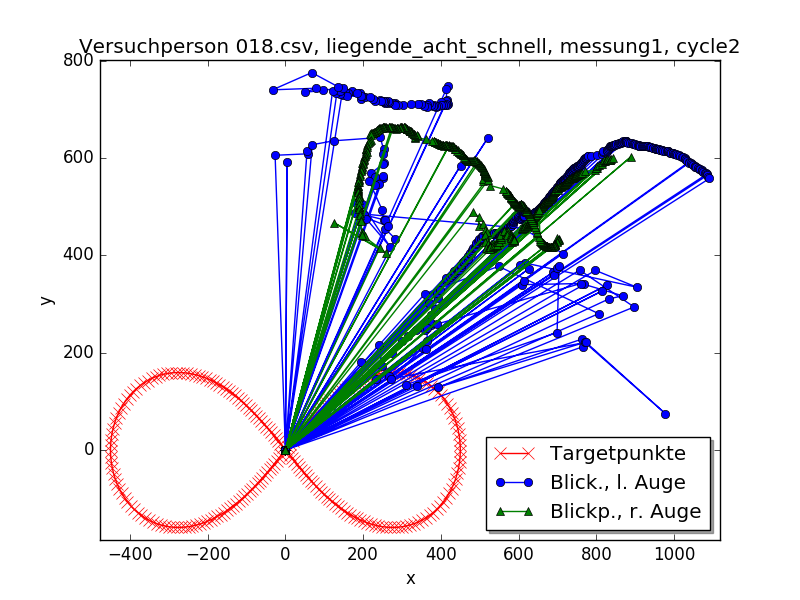 Versuchperson 018.csv, liegende_acht_schnell, messung1, cycle2
800
600
400
200
0
y
−400 −200 0 200 400 600 800 1000
x
Targetpunkte
Blick., l. Auge
Blickp., r. Auge